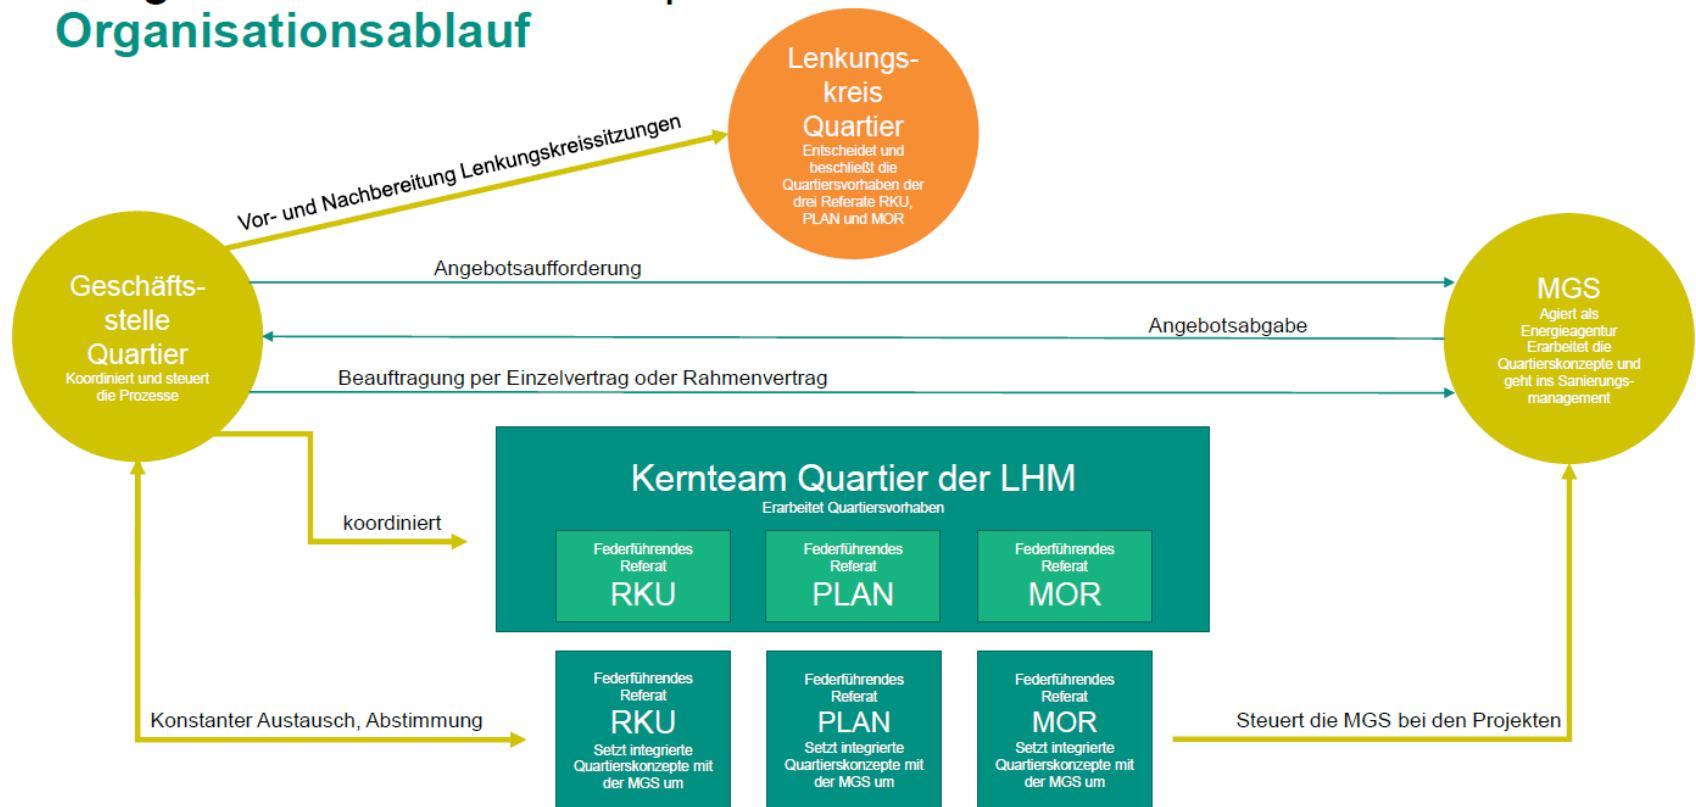 Organisationsablauf
Lenkungs-
kreis
Quartier
Entscheidet und
beschließt die
Quartiersvorhaben der
drei Referate RKU,
PLAN und MOR
Vor- und Nachbereitung Lenkungskreissitzungen
Geschäfts-
stelle
Quartier
Koordiniert und steuert
die Prozesse
Angebotsaufforderung
Angebotsabgabe
Beauftragung per Einzelvertrag oder Rahmenvertrag
MGS
Agiert als
Energieagentur
Erarbeitet die
Quartierskonzepte und
geht ins Sanierungs-
management
koordiniert
Kernteam Quartier der LHM
Erarbeitet Quartiersvorhaben
Federführendes
Referat
RKU
Federführendes
Referat
PLAN
Federführendes
Referat
MOR
Konstanter Austausch, Abstimmung
Federführendes
Referat
RKU
Setzt integrierte
Quartierskonzepte mit
der MGS um
Federführendes
Referat
PLAN
Setzt integrierte
Quartierskonzepte mit
der MGS um
Federführendes
Referat
MOR
Setzt integrierte
Quartierskonzepte mit
der MGS um
Steuert die MGS bei den Projekten